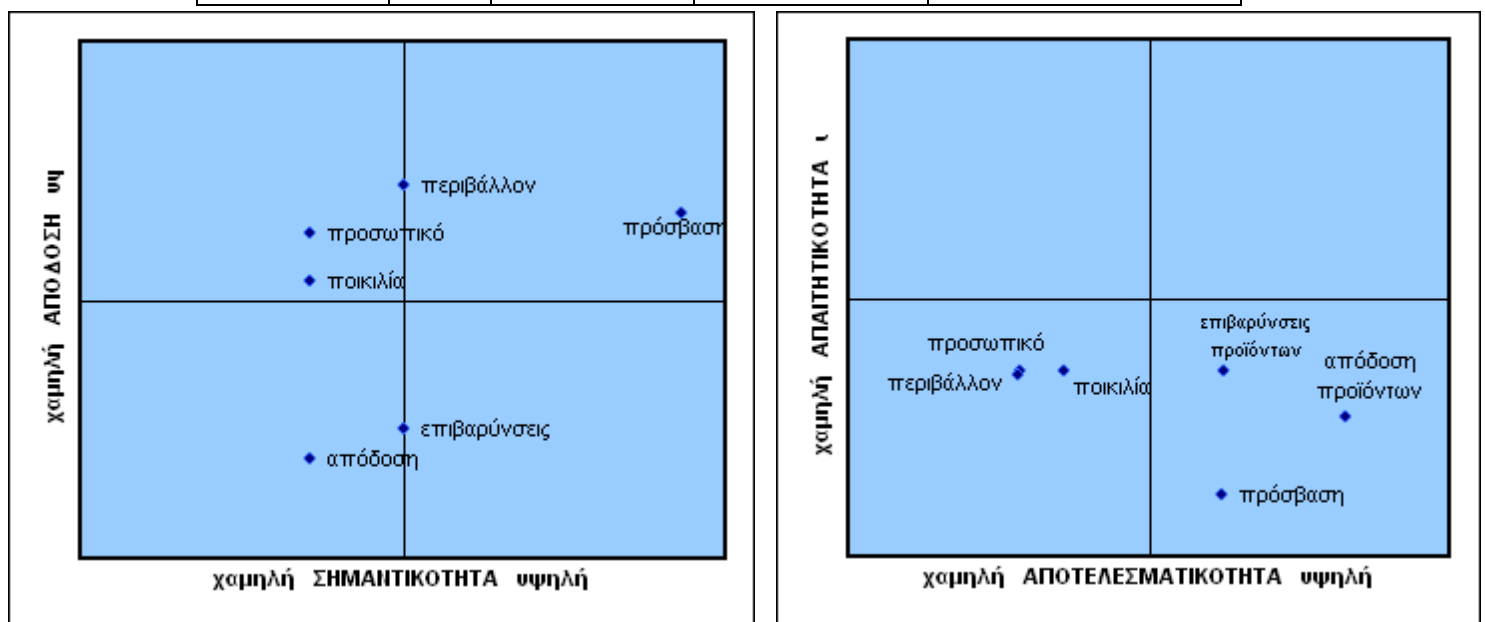 περιβάλλον
πρόσβαση
προσωπικό
ποικιλία
επιβαρύνσεις
απόδοση
χαμηλή ΑΠΟΔΟΣΗ υη
χαμηλή ΣΗΜΑΝΤΙΚΟΤΗΤΑ υψηλή
επιβαρύνσεις
προϊόντων
προσωπικό
απόδοση
προϊόντων
περιβάλλον
ποικιλία
πρόσβαση
χαμηλή ΑΠΑΙΤΗΤΙΚΟΤΗΤΑ ι
χαμηλή ΑΠΟΤΕΛΕΣΜΑΤΙΚΟΤΗΤΑ υψηλή